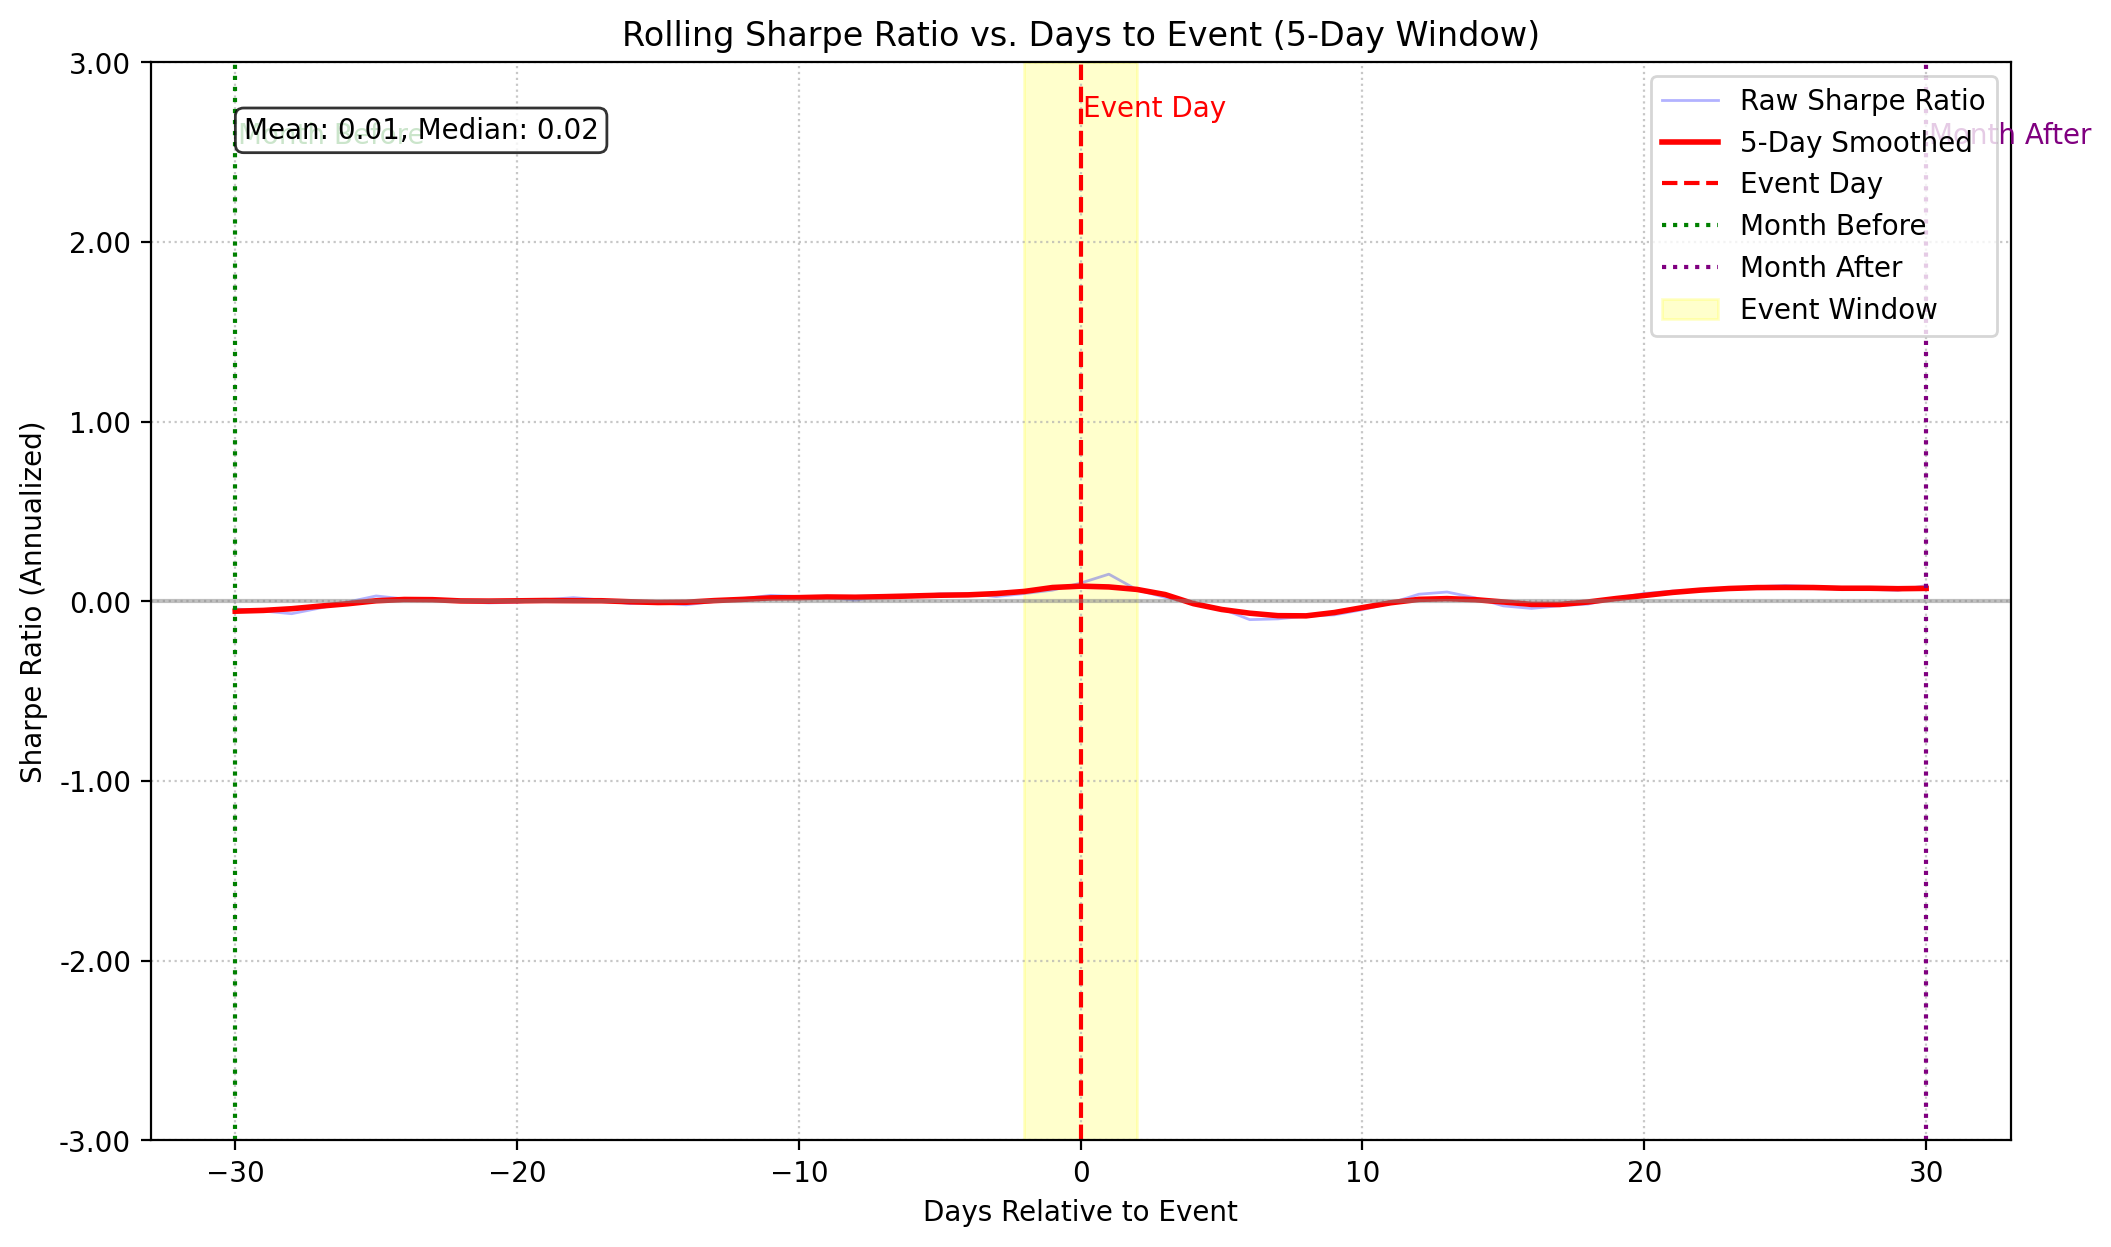 Rolling Sharpe Ratio vs. Days to Event (5-Day Window)
3.00
2.00
1.00
0.00
-1.00
-2.00
-3.00
Sharpe Ratio (Annualized)
Mean: 0.01, Median: 0.02
Month Before
Event Day
Month After
Raw Sharpe Ratio
5-Day Smoothed
Event Day
Month Before
Month After
Event Window
−30
−20
−10
0
10
20
30
Days Relative to Event